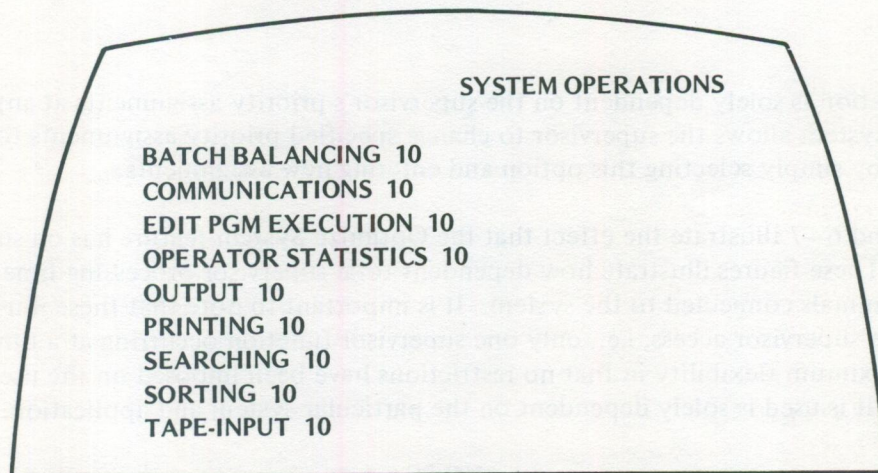 SYSTEM OPERATIONS
BATCH BALANCING 10
COMMUNICATIONS 10
EDIT PGM EXECUTION 10
OPERATOR STATISTICS 10
OUTPUT 10
PRINTING 10
SEARCHING 10
SORTING 10
TAPE-INPUT 10